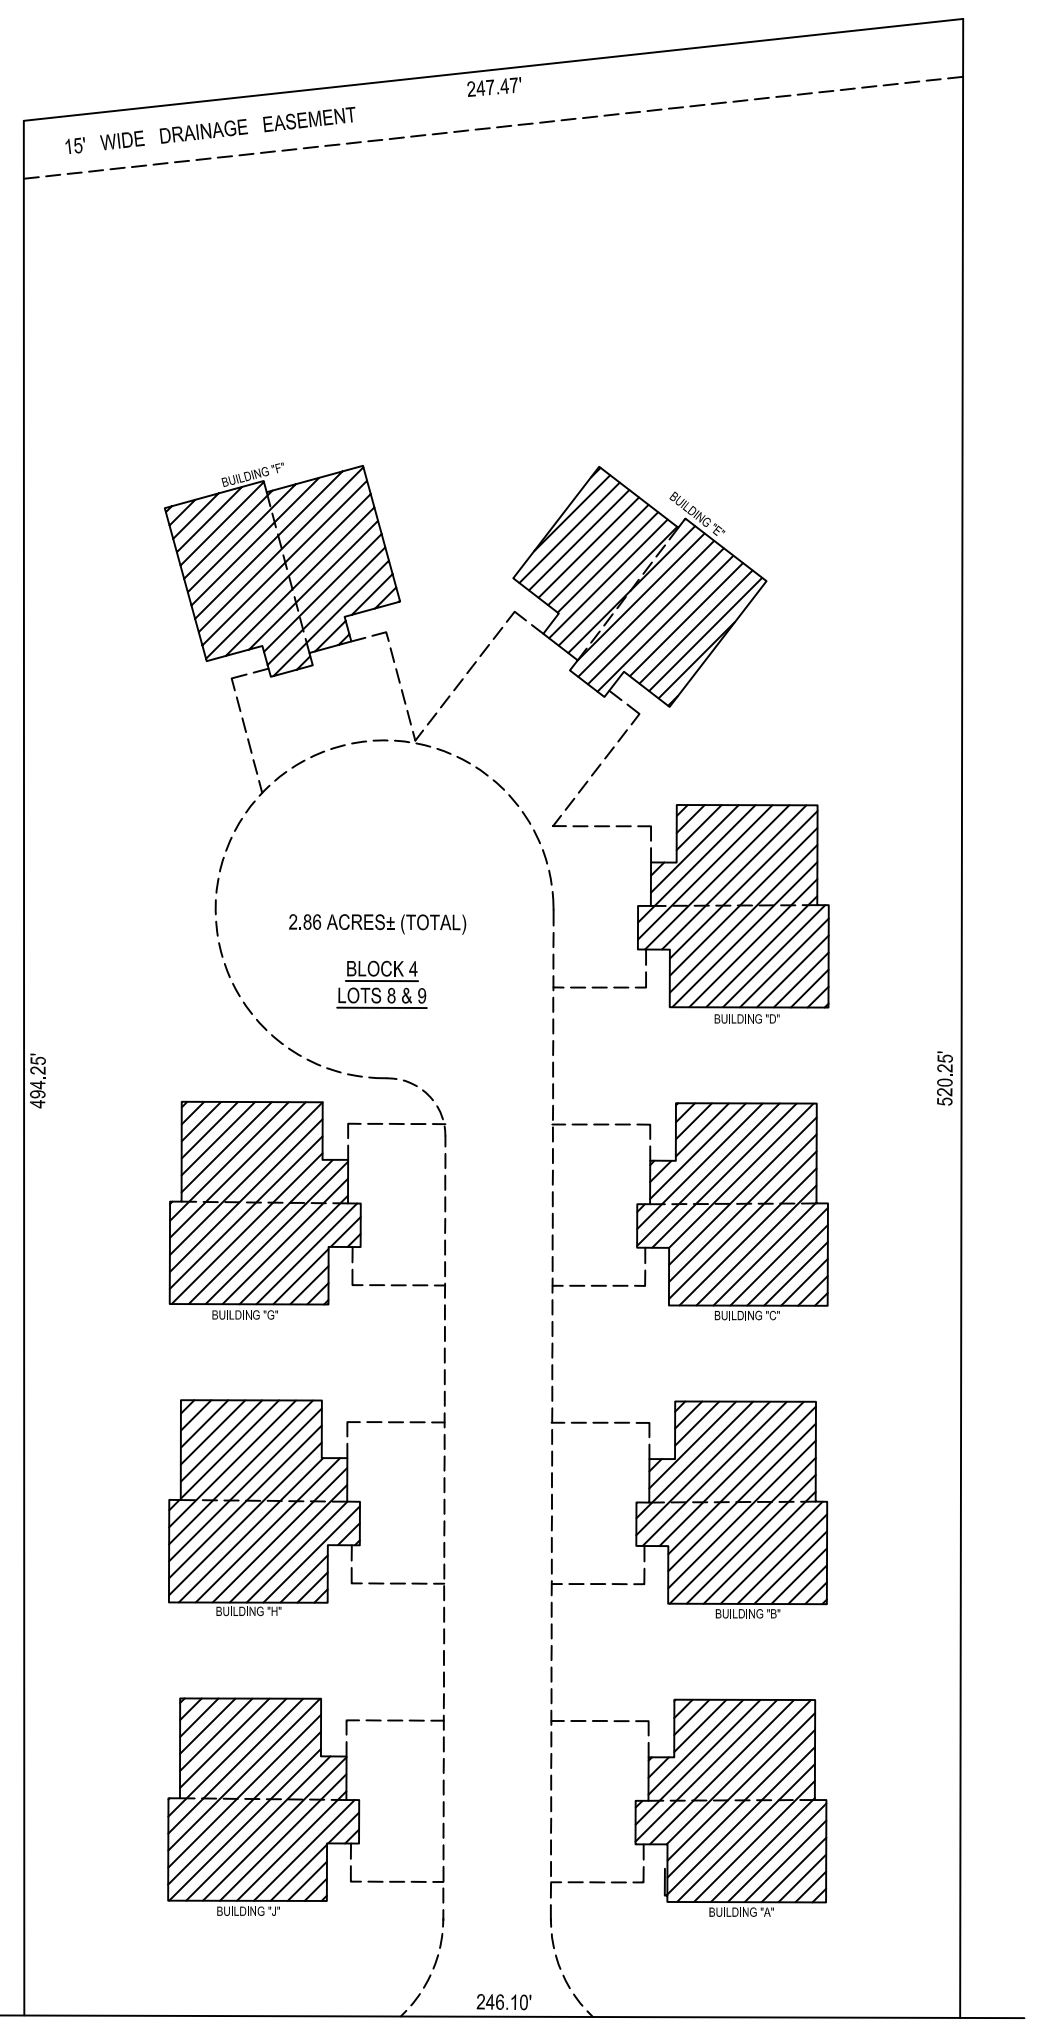 247.47'
15' WIDE DRAINAGE EASEMENT
BUILDING "F"
BUILDING "E"
2.86 ACRES± (TOTAL)
BLOCK 4
LOTS 8 & 9
BUILDING "D"
494.25'
520.25'
BUILDING "G"
BUILDING "C"
BUILDING "H"
BUILDING "B"
BUILDING "J"
BUILDING "A"
246.10'